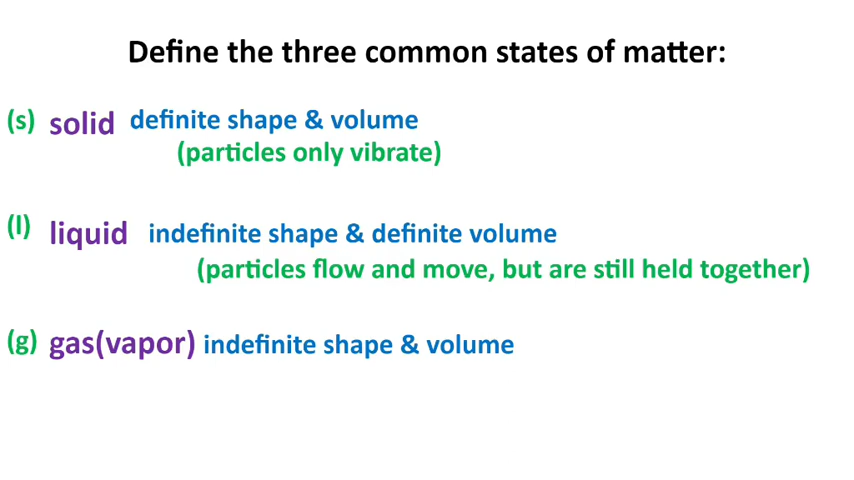 Define the three common states of matter:
(s) solid definite shape & volume
(particles only vibrate)
(l) liquid indefinite shape & definite volume
(particles flow and move, but are still held together)
(g) gas(vapor) indefinite shape & volume